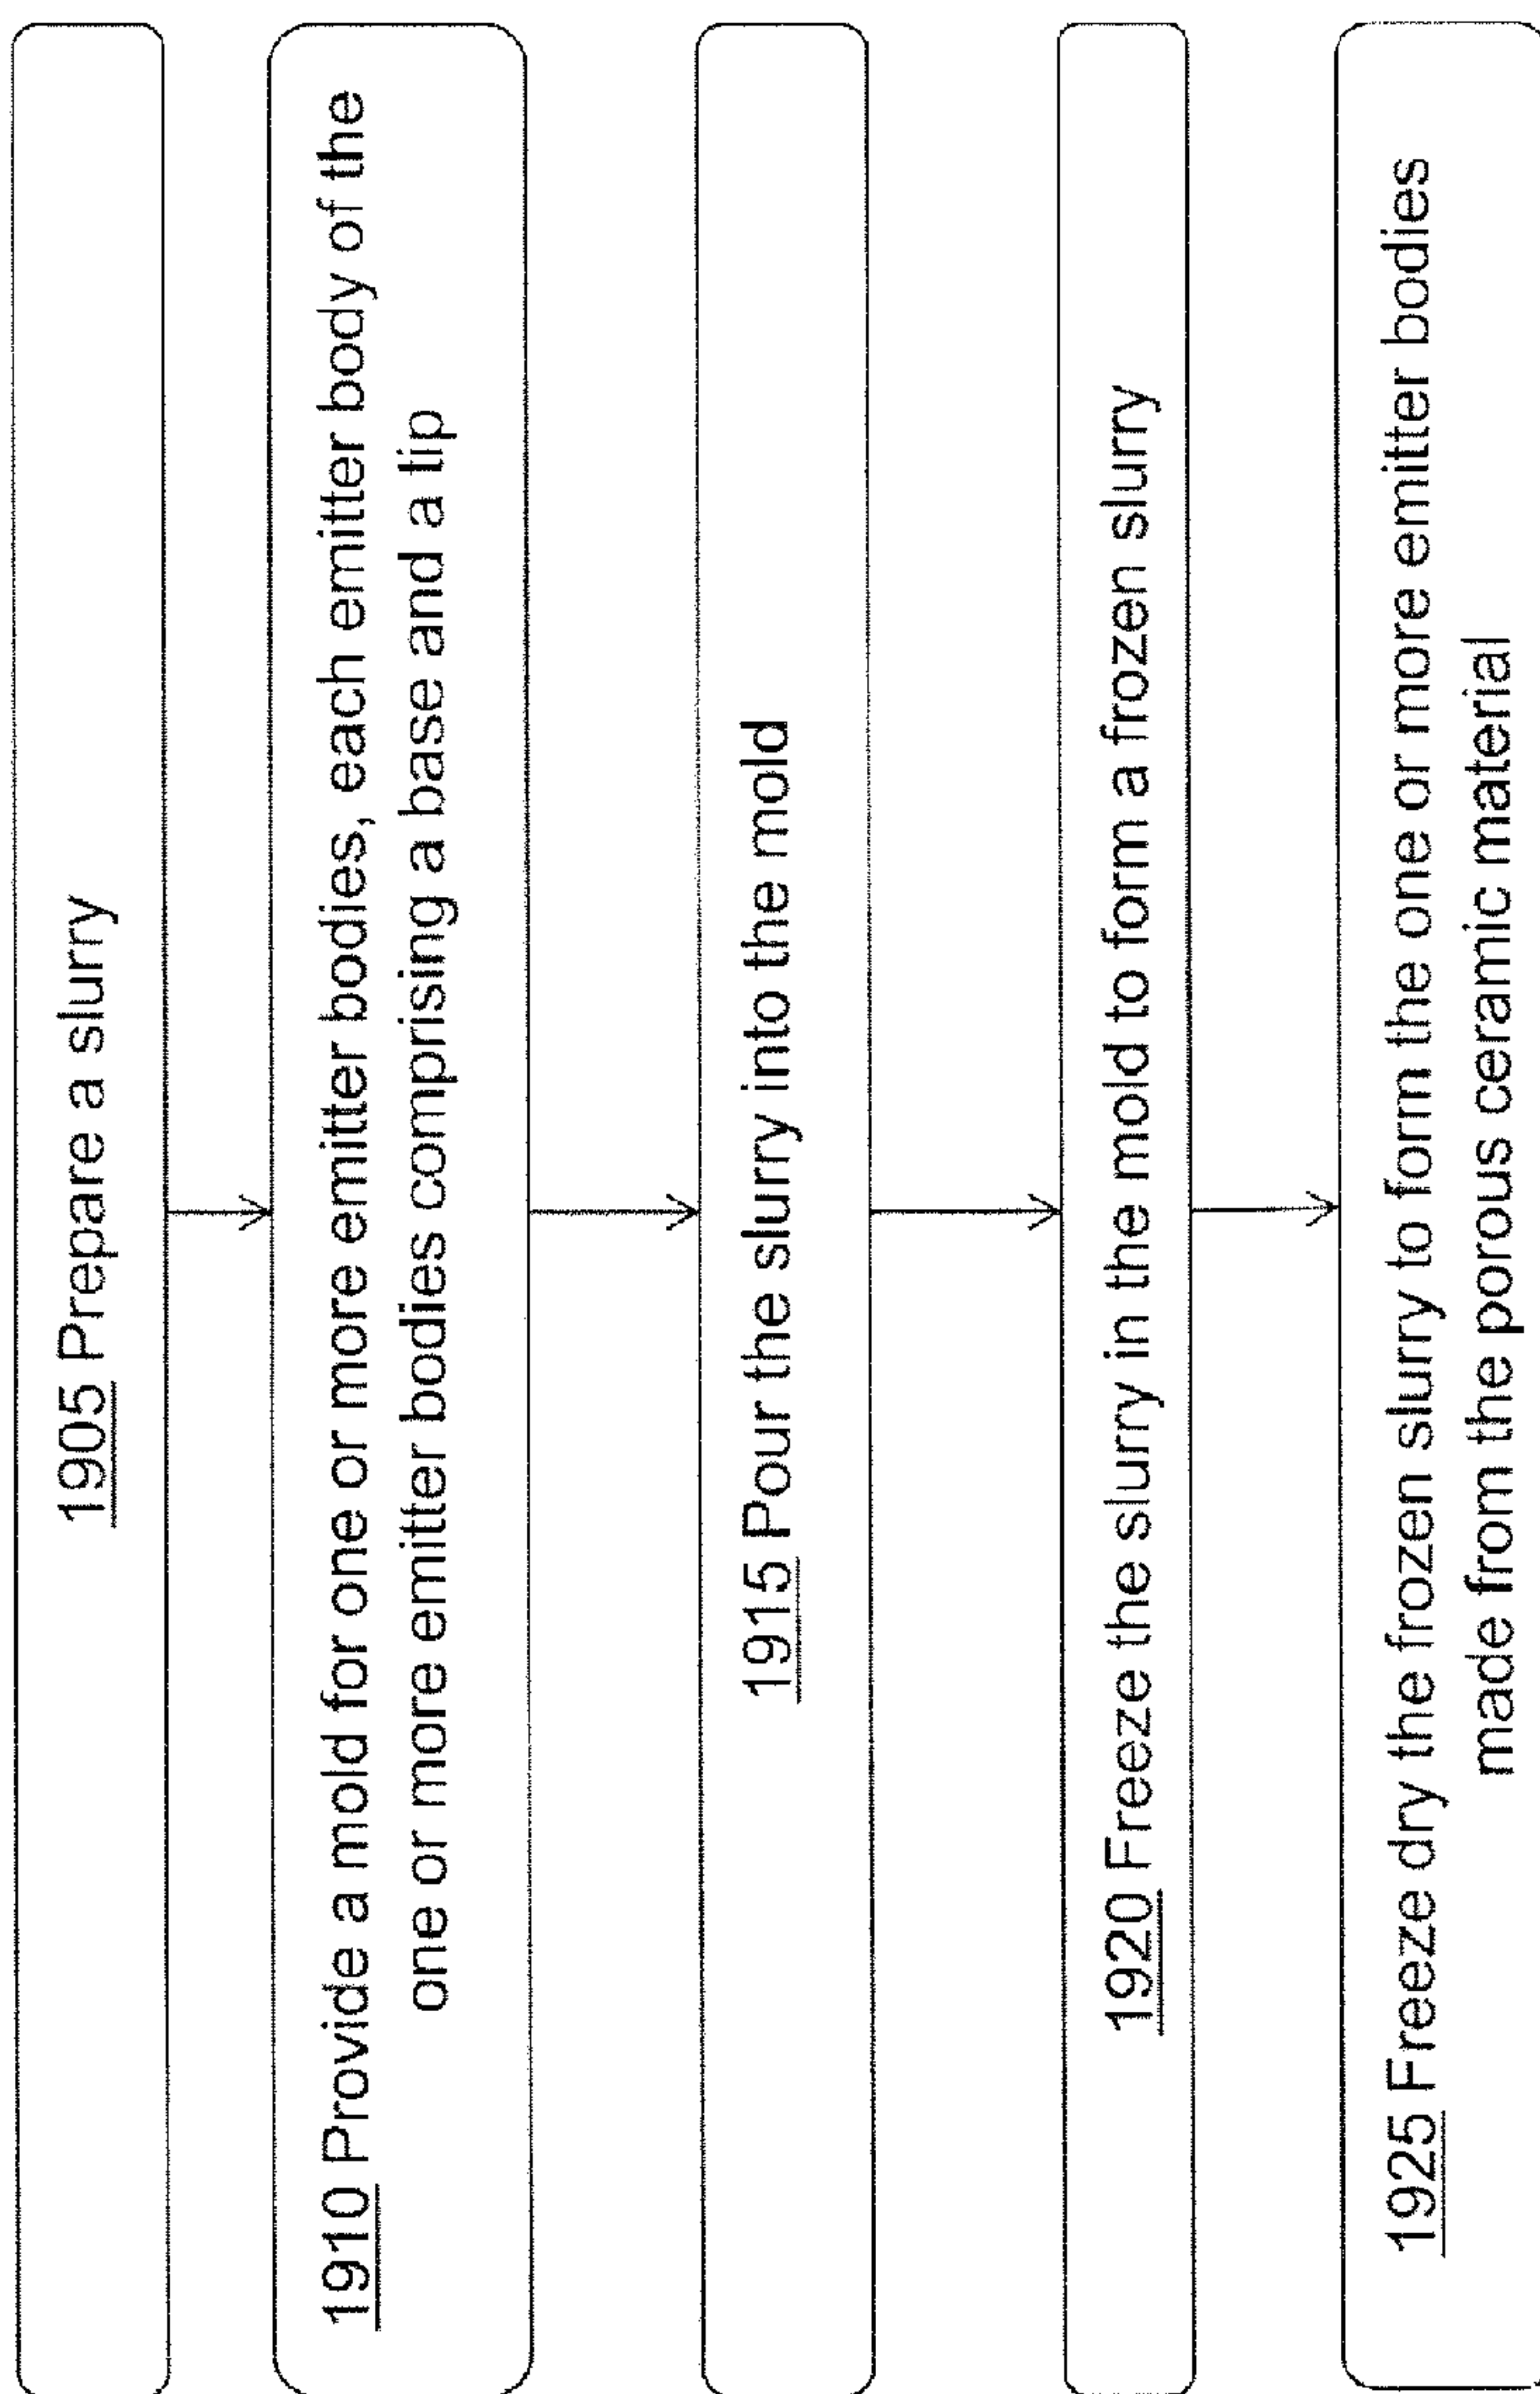 1905 Prepare a slurry
1910 Provide a mold for one or more emitter bodies, each emitter body of the
one or more emitter bodies comprising a base and a tip
1915 Pour the slurry into the mold
1920 Freeze the slurry in the mold to form a frozen slurry
1925 Freeze dry the frozen slurry to form the one or more emitter bodies
made from the porous ceramic material